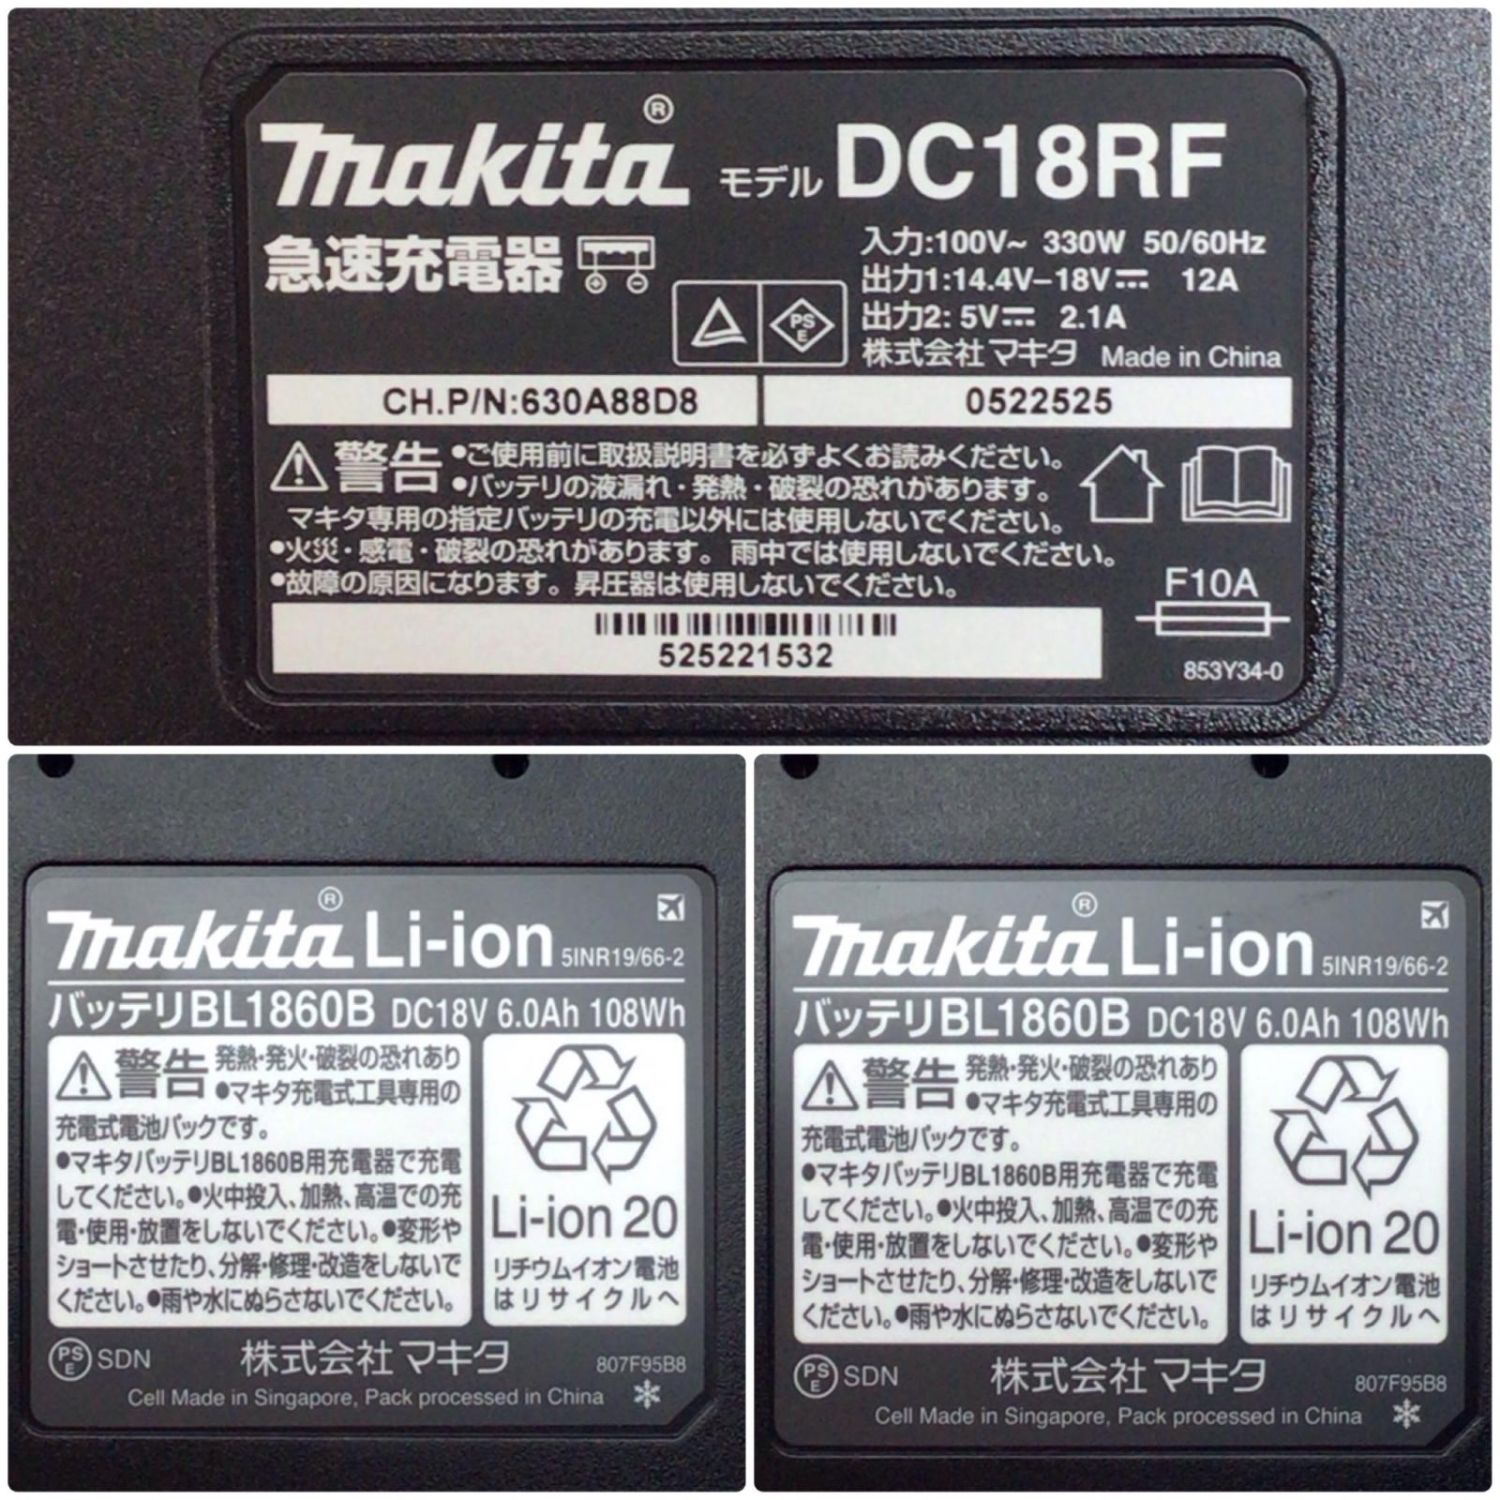 makita® モデル DC18RF
急速充電器
入力:100V~ 330W 50/60Hz
出力1:14.4V-18V⎓ 12A
出力2: 5V⎓ 2.1A
PS
E
株式会社マキタ Made in China
CH.P/N:630A88D8
0522525
警告 •ご使用前に取扱説明書を必ずよくお読みください。
•バッテリの液漏れ・発熱・破裂の恐れがあります。
マキタ専用の指定バッテリの充電以外には使用しないでください。
•火災・感電・破裂の恐れがあります。雨中では使用しないでください。
•故障の原因になります。昇圧器は使用しないでください。
F10A
525221532
853Y34-0
makita® Li-ion 5INR19/66-2
バッテリBL1860B DC18V 6.0Ah 108Wh
警告 発熱・発火・破裂の恐れあり
•マキタ充電式工具専用の
充電式電池パックです。
•マキタバッテリBL1860B用充電器で充電
してください。•火中投入、加熱、高温での充
電・使用・放置をしないでください。•変形や
ショートさせたり、分解・修理・改造をしないで
ください。•雨や水にぬらさないでください。
Li-ion 20
リチウムイオン電池
はリサイクルへ
PS
E
SDN 株式会社マキタ 807F95B8
Cell Made in Singapore, Pack processed in China
makita® Li-ion 5INR19/66-2
バッテリBL1860B DC18V 6.0Ah 108Wh
警告 発熱・発火・破裂の恐れあり
•マキタ充電式工具専用の
充電式電池パックです。
•マキタバッテリBL1860B用充電器で充電
してください。•火中投入、加熱、高温での充
電・使用・放置をしないでください。•変形や
ショートさせたり、分解・修理・改造をしないで
ください。•雨や水にぬらさないでください。
Li-ion 20
リチウムイオン電池
はリサイクルへ
PS
E
SDN 株式会社マキタ 807F95B8
Cell Made in Singapore, Pack processed in China